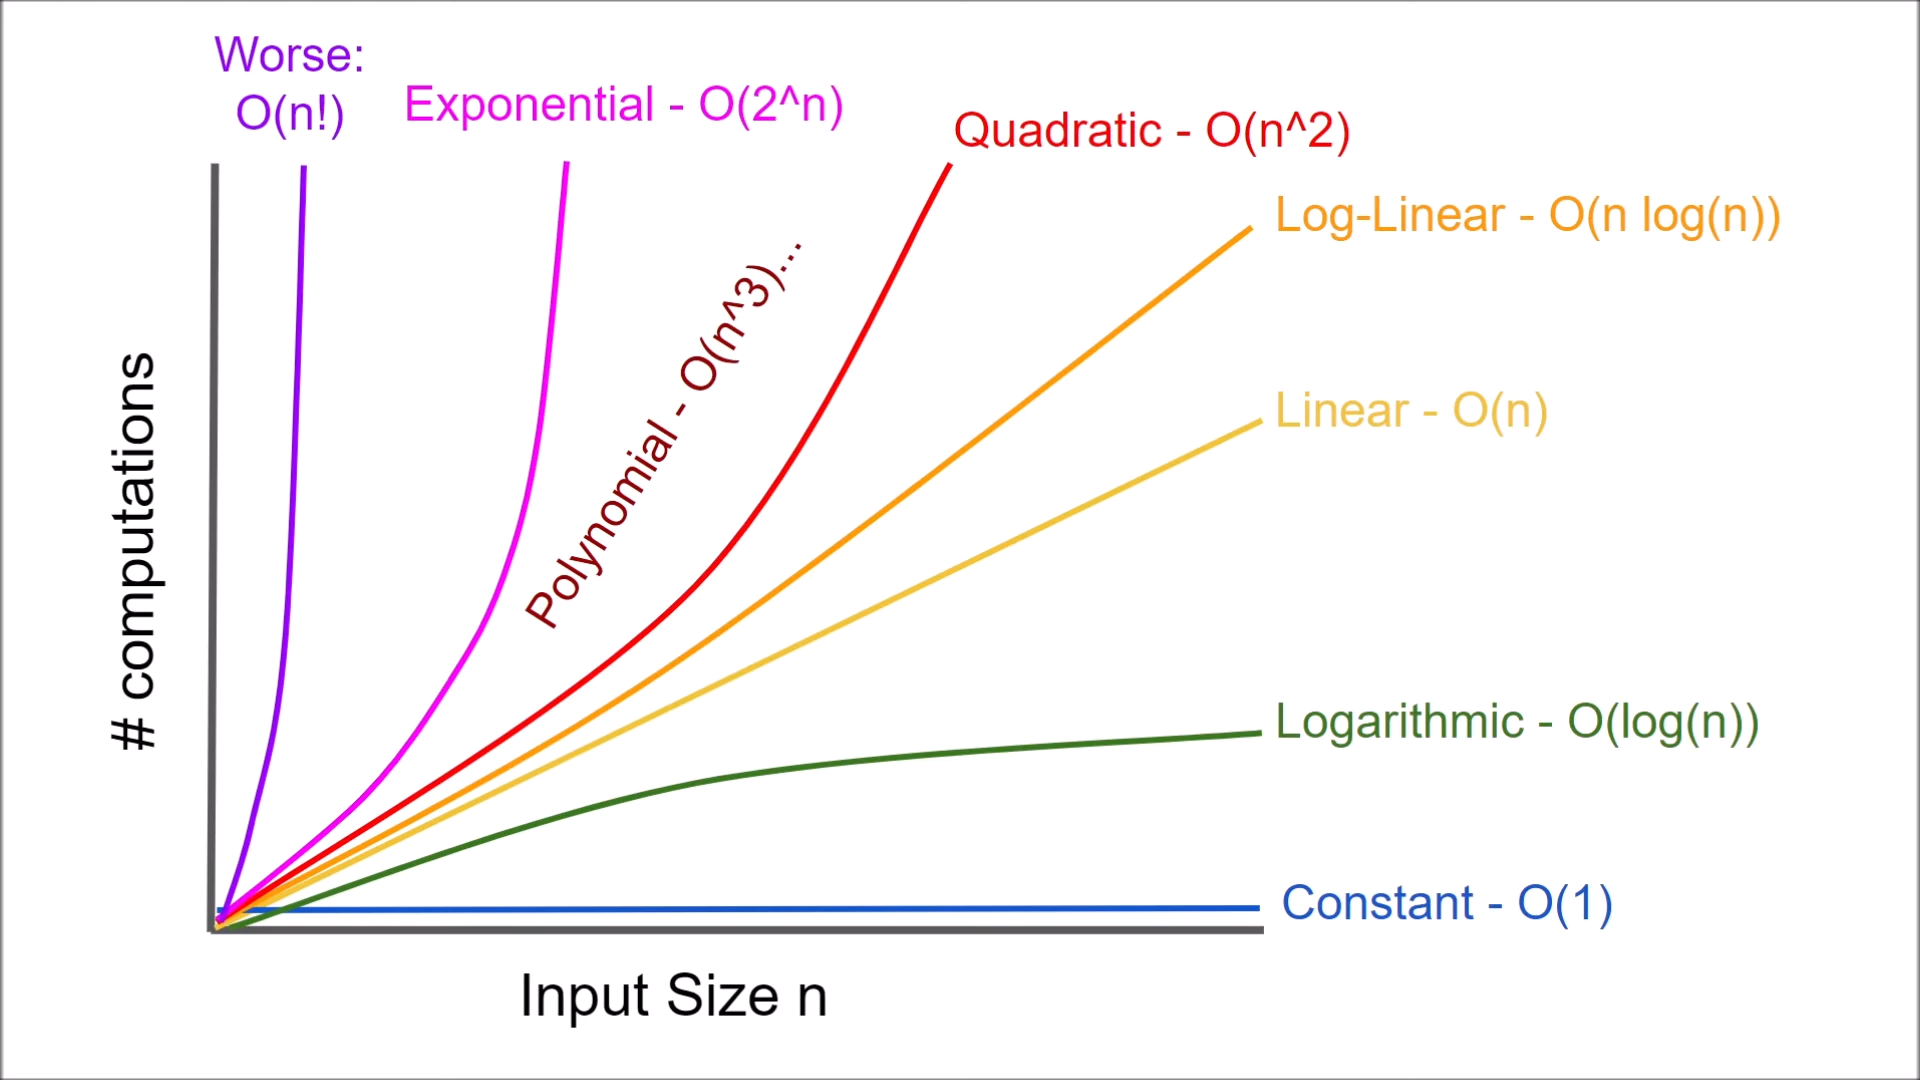 Worse:
O(n!)
Exponential - O(2^n)
Quadratic - O(n^2)
Log-Linear - O(n log(n))
Polynomial - O(n^3)...
Linear - O(n)
# computations
Logarithmic - O(log(n))
Constant - O(1)
Input Size n